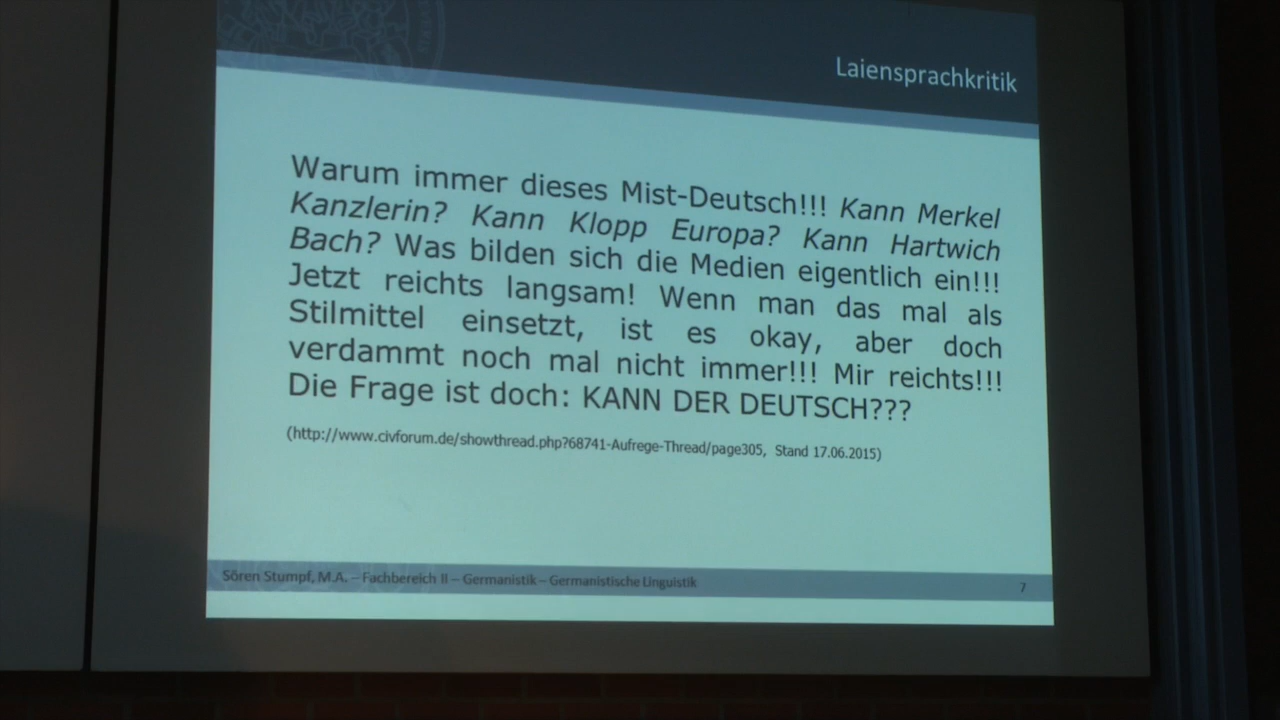 Laiensprachkritik
Warum immer dieses Mist-Deutsch!!! Kann Merkel
Kanzlerin? Kann Klopp Europa? Kann Hartwich
Bach? Was bilden sich die Medien eigentlich ein!!!
Jetzt reichts langsam! Wenn man das mal als
Stilmittel einsetzt, ist es okay, aber doch
verdammt noch mal nicht immer!!! Mir reichts!!!
Die Frage ist doch: KANN DER DEUTSCH???
(http://www.civforum.de/showthread.php?68741-Aufrege-Thread/page305, Stand 17.06.2015)
Sören Stumpf, M.A. – Fachbereich II – Germanistik – Germanistische Linguistik
7